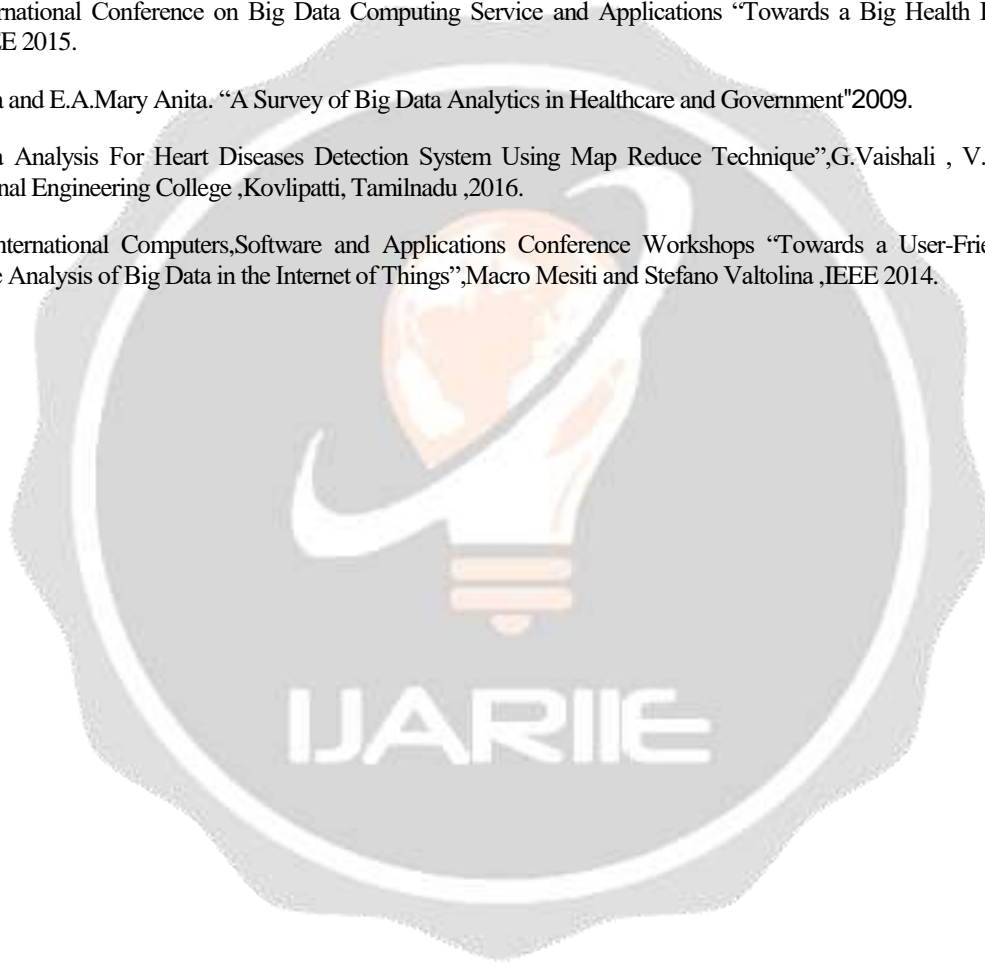 rnational Conference on Big Data Computing Service and Applications “Towards a Big Health
E 2015.
a and E.A.Mary Anita. “A Survey of Big Data Analytics in Healthcare and Government"2009.
a Analysis For Heart Diseases Detection System Using Map Reduce Technique”,G.Vaishali , V.
nal Engineering College ,Kovlipatti, Tamilnadu ,2016.
nternational Computers,Software and Applications Conference Workshops “Towards a User-Frie
e Analysis of Big Data in the Internet of Things”,Macro Mesiti and Stefano Valtolina ,IEEE 2014.
IJARIIE